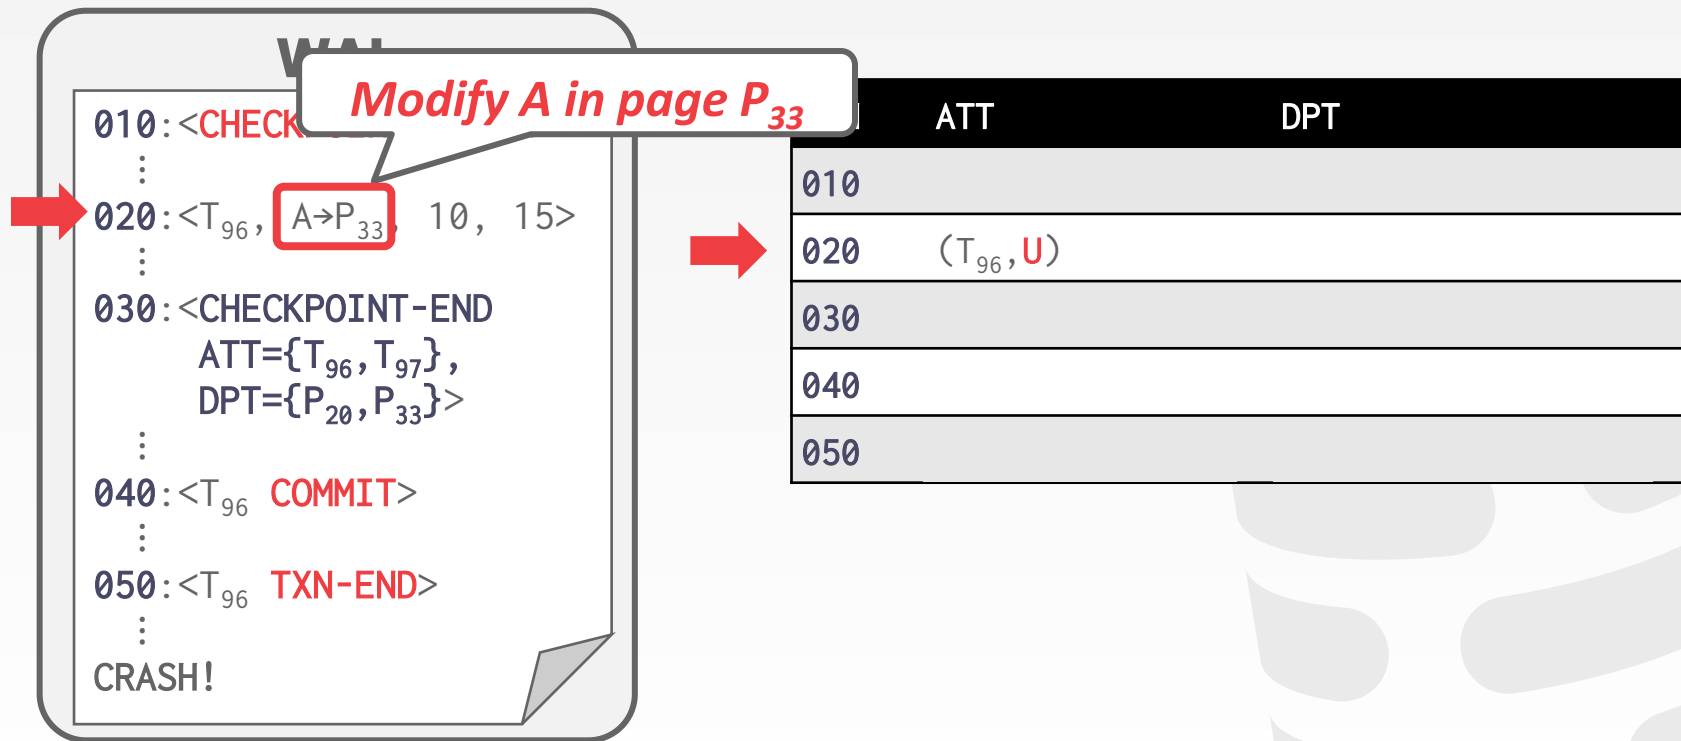 Modify A in page P₃₃
010:<CHECK
⋮
020:<T₉₆, A→P₃₃, 10, 15>
⋮
030:<CHECKPOINT-END
ATT={T₉₆,T₉₇},
DPT={P₂₀,P₃₃}>
⋮
040:<T₉₆ COMMIT>
⋮
050:<T₉₆ TXN-END>
⋮
CRASH!
ATT DPT
010
020 (T₉₆,U)
030
040
050